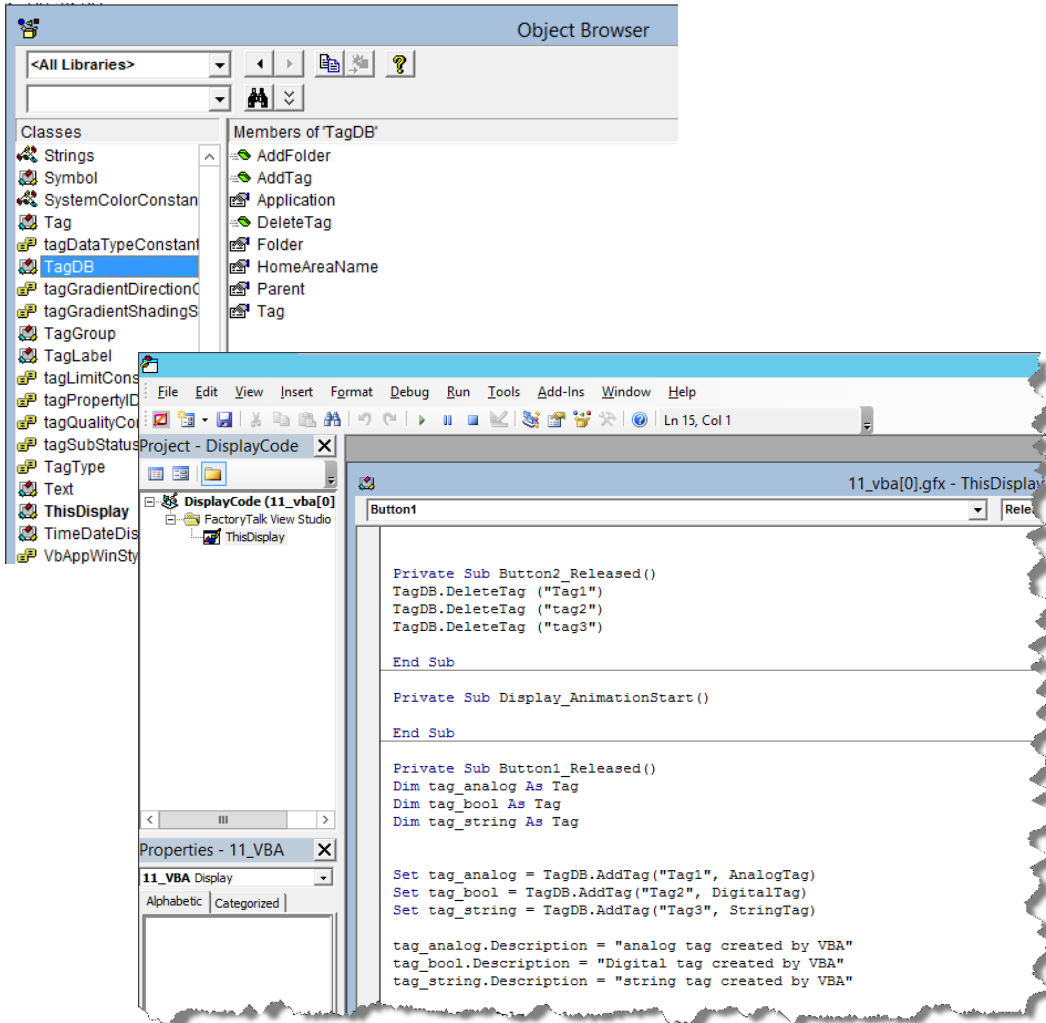 Object Browser
<All Libraries>
Classes
Members of 'TagDB'
Strings
Symbol
SystemColorConstan
Tag
tagDataTypeConstant
TagDB
tagGradientDirectionC
tagGradientShadingS
TagGroup
TagLabel
tagLimitCons
tagPropertyID
tagQualityCo
tagSubStatus
TagType
Text
ThisDisplay
TimeDateDis
VbAppWinSty
AddFolder
AddTag
Application
DeleteTag
Folder
HomeAreaName
Parent
Tag
File Edit View Insert Format Debug Run Tools Add-Ins Window Help
Ln 15, Col 1
Project - DisplayCode
DisplayCode (11_vba[0]
FactoryTalk View Studio
ThisDisplay
Properties - 11_VBA
11_VBA Display
Alphabetic Categorized
11_vba[0].gfx - ThisDisplay
Button1
Relea
Private Sub Button2_Released()
TagDB.DeleteTag ("Tag1")
TagDB.DeleteTag ("tag2")
TagDB.DeleteTag ("tag3")
End Sub
Private Sub Display_AnimationStart()
End Sub
Private Sub Button1_Released()
Dim tag_analog As Tag
Dim tag_bool As Tag
Dim tag_string As Tag
Set tag_analog = TagDB.AddTag("Tag1", AnalogTag)
Set tag_bool = TagDB.AddTag("Tag2", DigitalTag)
Set tag_string = TagDB.AddTag("Tag3", StringTag)
tag_analog.Description = "analog tag created by VBA"
tag_bool.Description = "Digital tag created by VBA"
tag_string.Description = "string tag created by VBA"